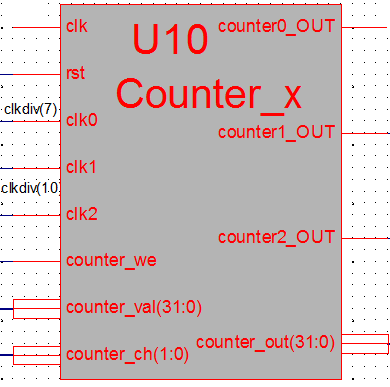 clk
counter0_OUT
U10
rst
Counter_x
clkdiv(7)
clk0
counter1_OUT
clk1
clkdiv(10)
clk2
counter2_OUT
counter_we
counter_val(31:0)
counter_out(31:0)
counter_ch(1:0)